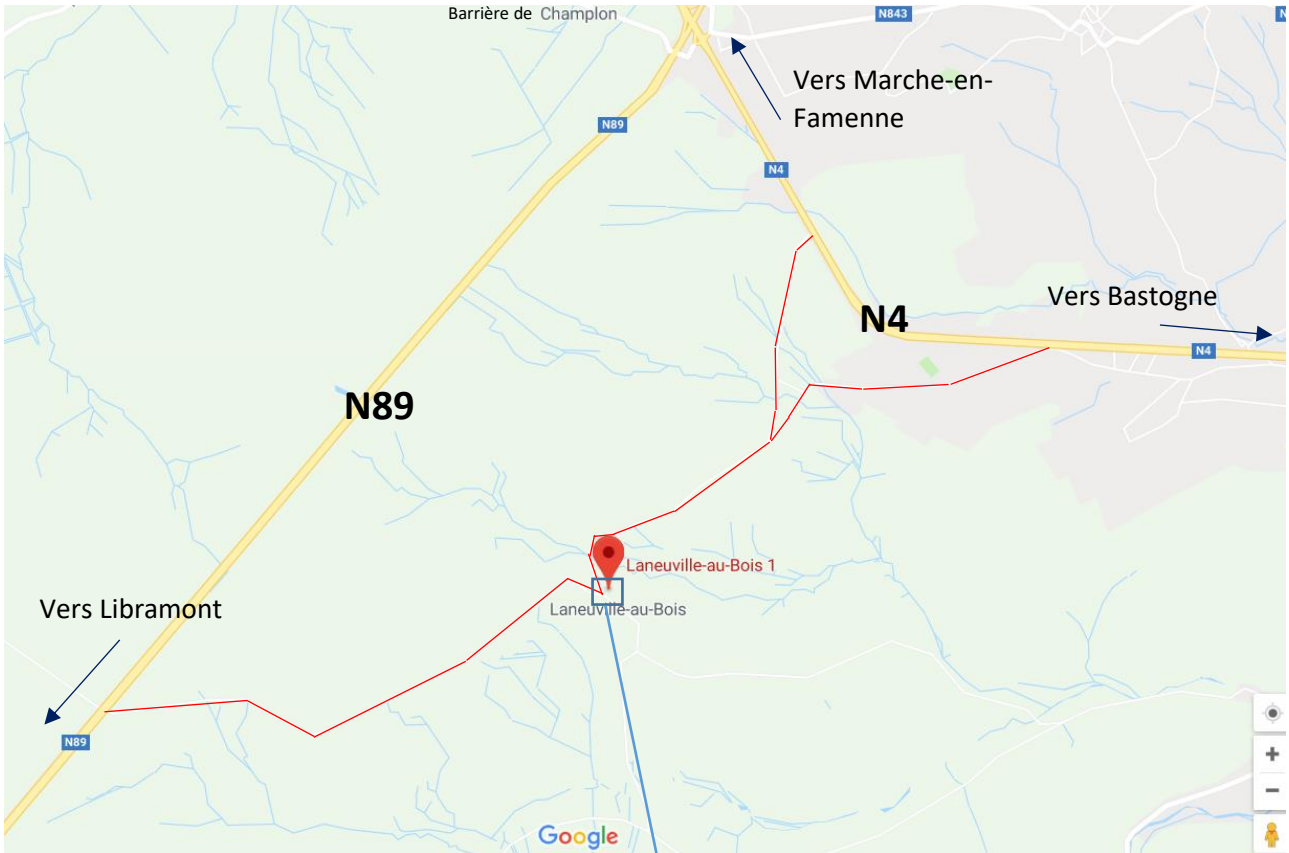 Barrière de Champlon
N843
N
Vers Marche-en-
Famenne
N89
N4
Vers Bastogne
N4
N4
N89
Laneuville-au-Bois 1
Laneuville-au-Bois
Vers Libramont
N89
Google